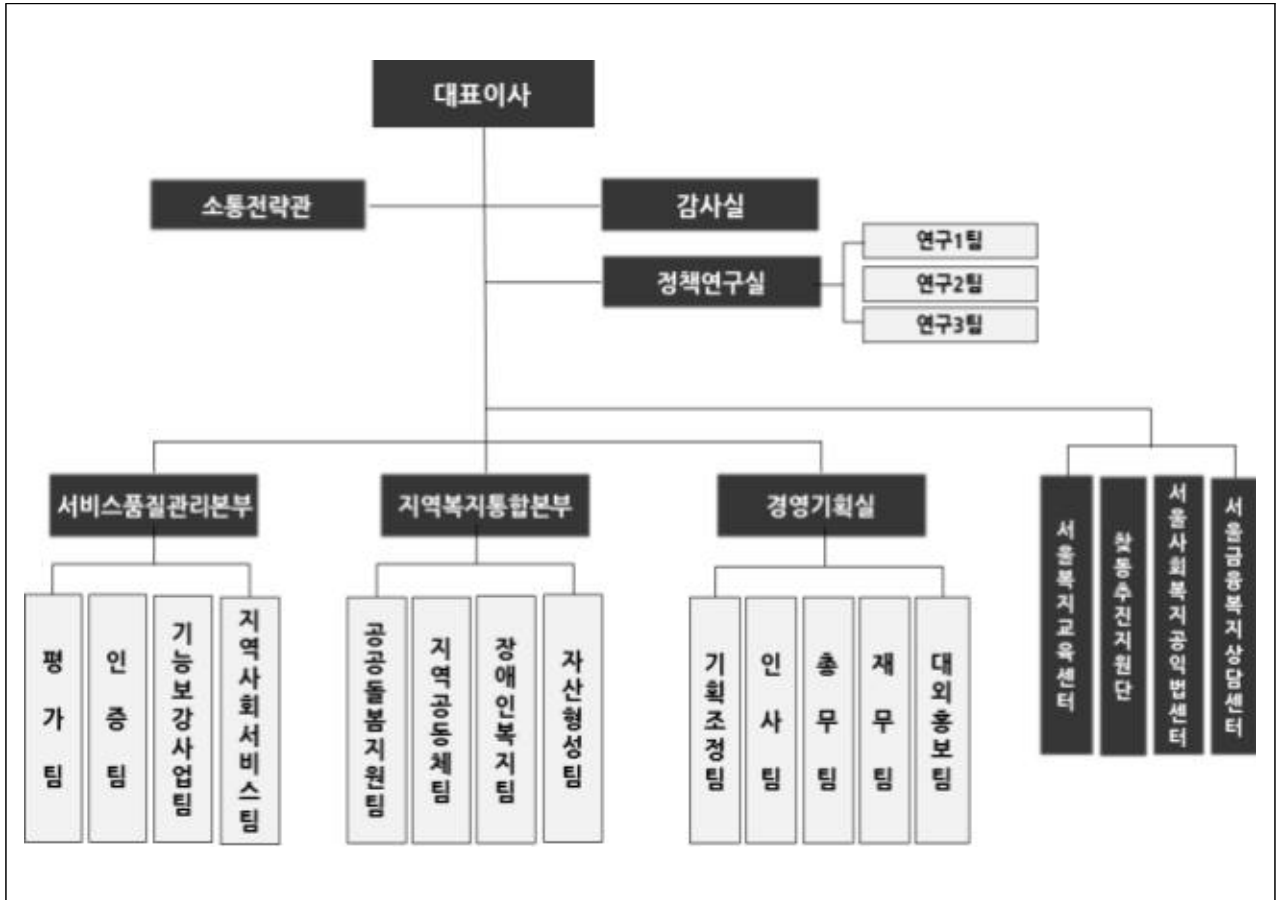 대표이사
소통전략관
감사실
정책연구실
연구1팀
연구2팀
연구3팀
서비스품질관리본부
지역복지통합본부
경영기획실
평가팀
인증팀
기능보강사업팀
지역사회서비스팀
공공돌봄지원팀
지역공동체팀
장애인복지팀
자산형성팀
기획조정팀
인사팀
총무팀
재무팀
대외홍보팀
서울복지교육센터
찾동추진지원단
서울사회복지공익법센터
서울금융복지상담센터